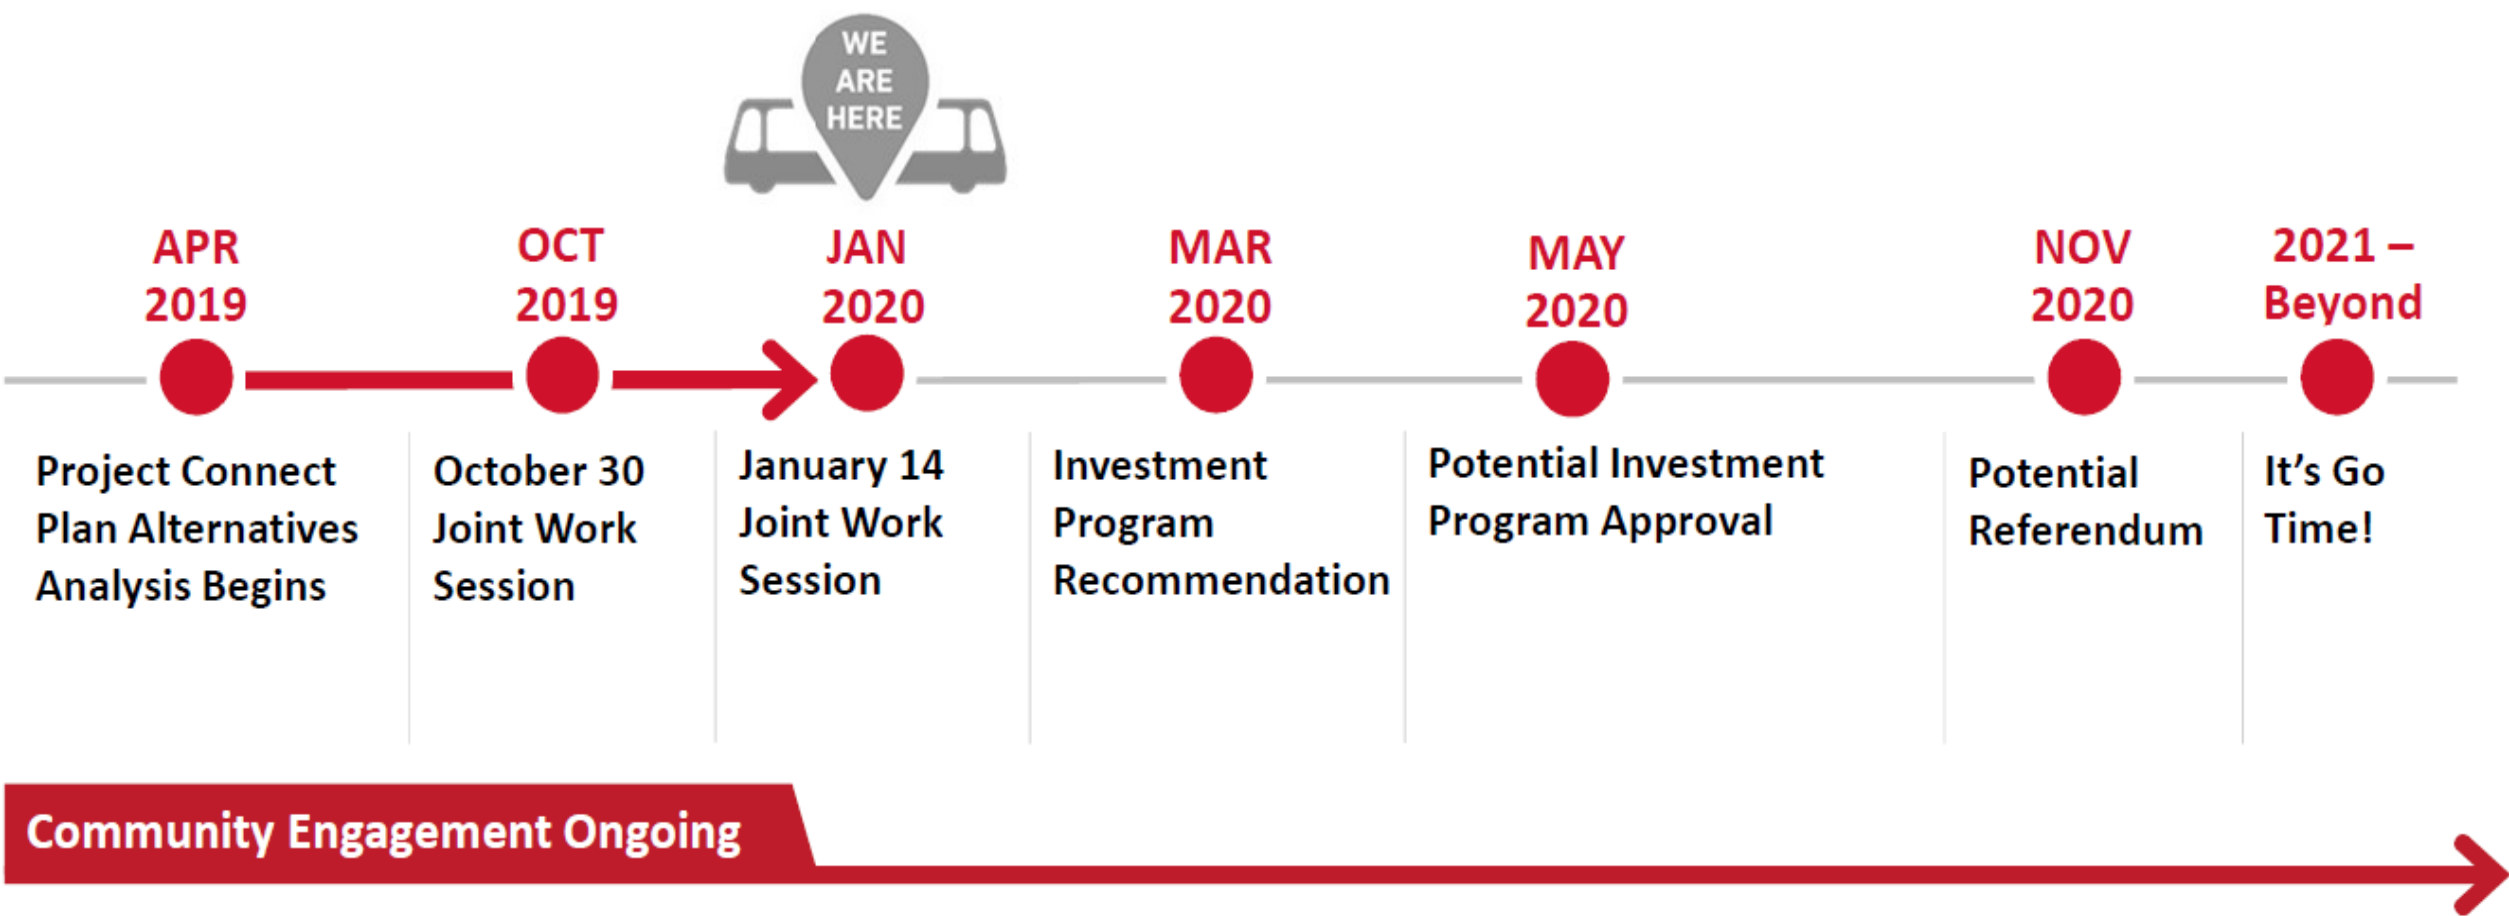 WE
ARE
HERE
APR
2019
OCT
2019
JAN
2020
MAR
2020
MAY
2020
NOV
2020
2021 –
Beyond
Project Connect
Plan Alternatives
Analysis Begins
October 30
Joint Work
Session
January 14
Joint Work
Session
Investment
Program
Recommendation
Potential Investment
Program Approval
Potential
Referendum
It’s Go
Time!
Community Engagement Ongoing